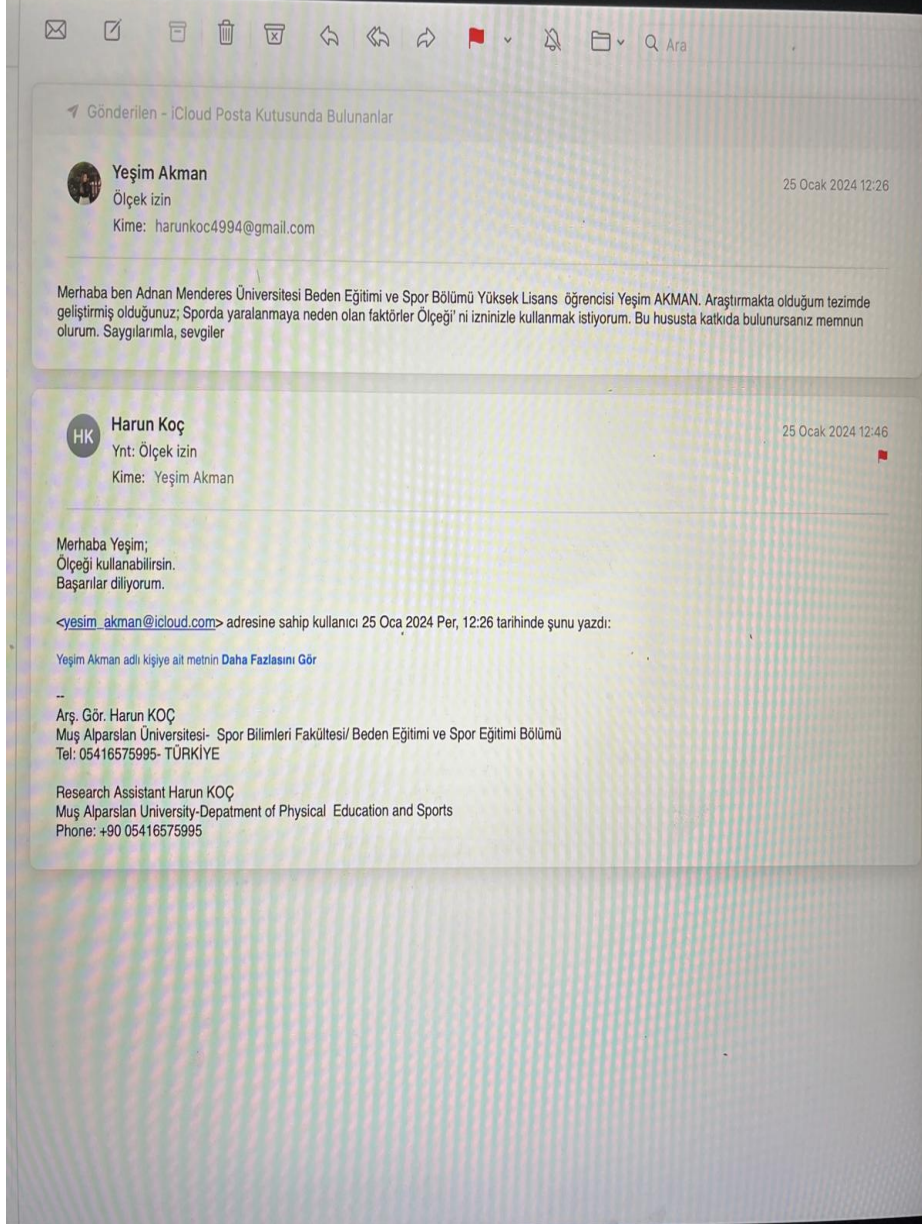 Ara
Gönderilen - iCloud Posta Kutusunda Bulunanlar
Yeşim Akman
25 Ocak 2024 12:26
Ölçek izin
Kime: harunkoc4994@gmail.com
Merhaba ben Adnan Menderes Üniversitesi Beden Eğitimi ve Spor Bölümü Yüksek Lisans öğrencisi Yeşim AKMAN. Araştırmakta olduğum tezimde
geliştirmiş olduğunuz; Sporda yaralanmaya neden olan faktörler Ölçeği' ni izninizle kullanmak istiyorum. Bu hususta katkıda bulunursanız memnun
olurum. Saygılarımla, sevgiler
HK
Harun Koç
25 Ocak 2024 12:46
Ynt: Ölçek izin
Kime: Yeşim Akman
Merhaba Yeşim;
Ölçeği kullanabilirsin.
Başarılar diliyorum.
<yesim_akman@icloud.com> adresine sahip kullanıcı 25 Oca 2024 Per, 12:26 tarihinde şunu yazdı:
Yeşim Akman adlı kişiye ait metnin Daha Fazlasını Gör
--
Arş. Gör. Harun KOÇ
Muş Alparslan Üniversitesi- Spor Bilimleri Fakültesi/ Beden Eğitimi ve Spor Eğitimi Bölümü
Tel: 05416575995- TÜRKİYE
Research Assistant Harun KOÇ
Muş Alparslan University-Depatment of Physical Education and Sports
Phone: +90 05416575995